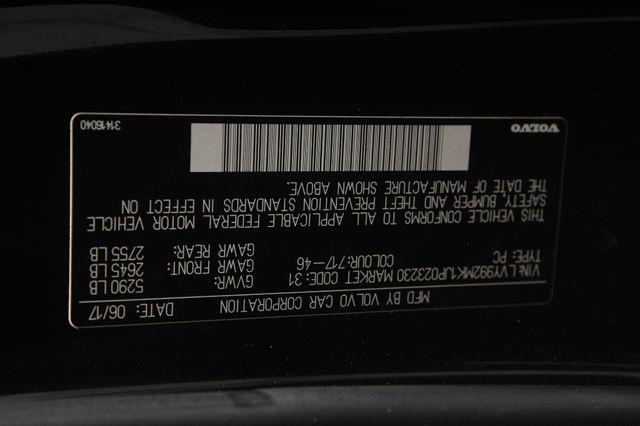 MFD BY VOLVO CAR CORPORATION DATE: 06/17
VIN: LVY992MK1JP023230 MARKET CODE: 31 GVWR: 5290 LB
TYPE: PC COLOUR: 717-46 GAWR FRONT: 2645 LB
GAWR REAR: 2755 LB
THIS VEHICLE CONFORMS TO ALL APPLICABLE FEDERAL MOTOR VEHICLE
SAFETY, BUMPER AND THEFT PREVENTION STANDARDS IN EFFECT ON
THE DATE OF MANUFACTURE SHOWN ABOVE.
VOLVO 31416040